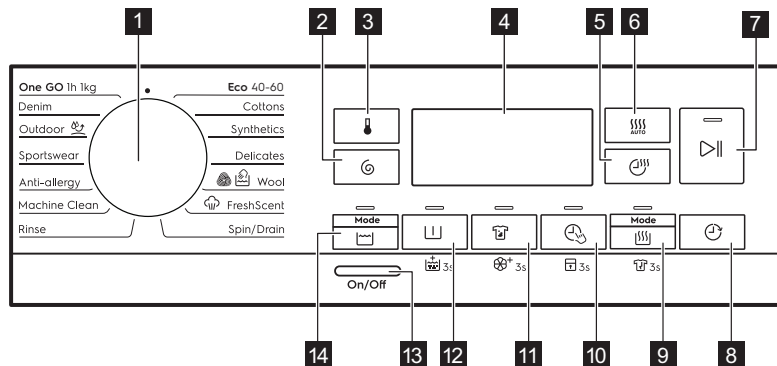 1
2
3
4
5
6
7
One GO 1h 1kg
Eco 40-60
Denim
Cottons
Outdoor
Synthetics
Sportswear
Delicates
Anti-allergy
Wool
Machine Clean
FreshScent
Rinse
Spin/Drain
AUTO
Mode
Mode
3s
+ 3s
3s
3s
On/Off
14
13
12
11
10
9
8